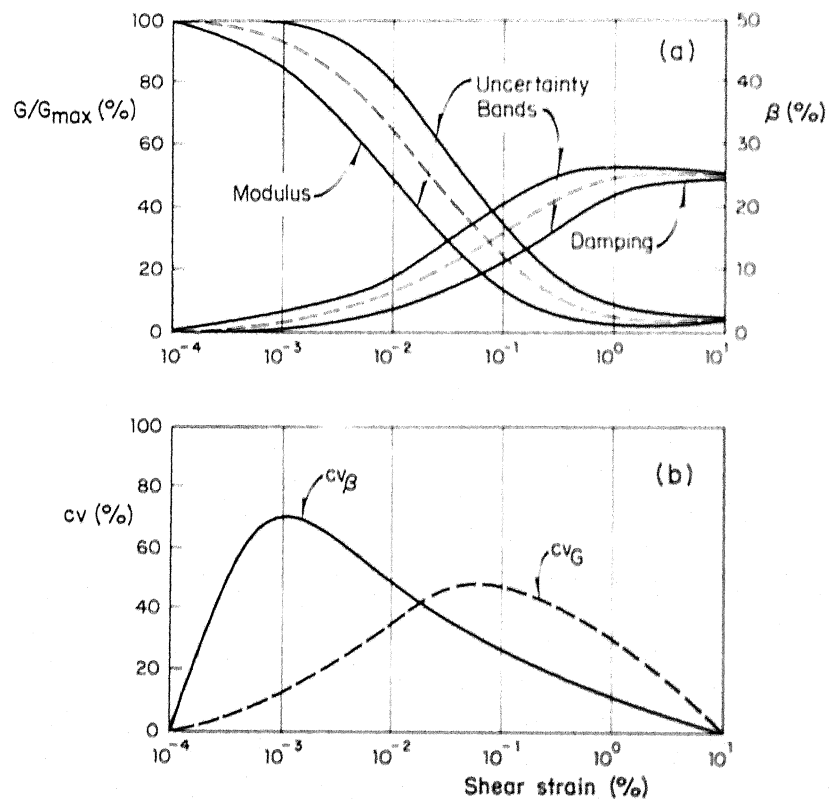 (a)
G/Gmax (%)
100
80
60
40
20
0
50
40
30
20
10
0
β (%)
Uncertainty
Bands
Modulus
Damping
10⁻⁴ 10⁻³ 10⁻² 10⁻¹ 10⁰ 10¹
(b)
cv (%)
100
80
60
40
20
0
cvβ
cvG
10⁻⁴ 10⁻³ 10⁻² 10⁻¹ 10⁰ 10¹
Shear strain (%)